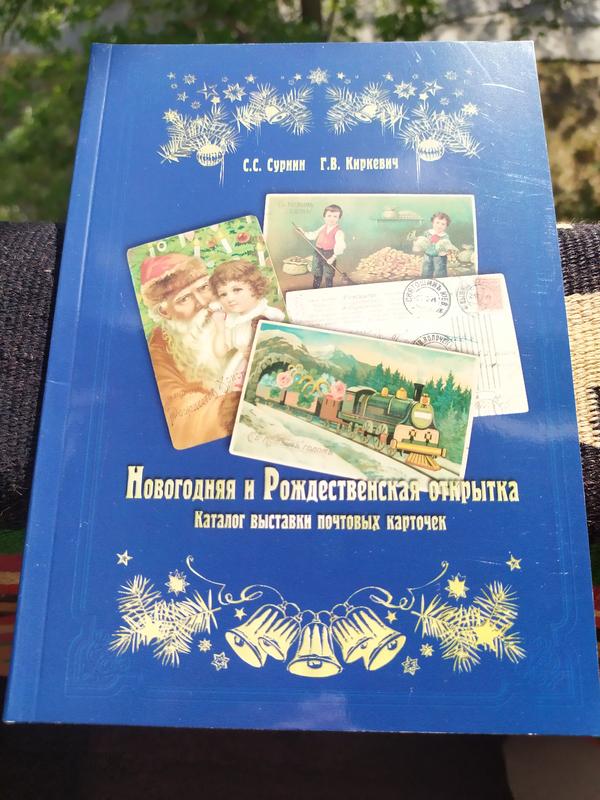 С.С. Сурнин Г.В. Киркевич
Новогодняя и Рождественская открытка
Каталог выставки почтовых карточек